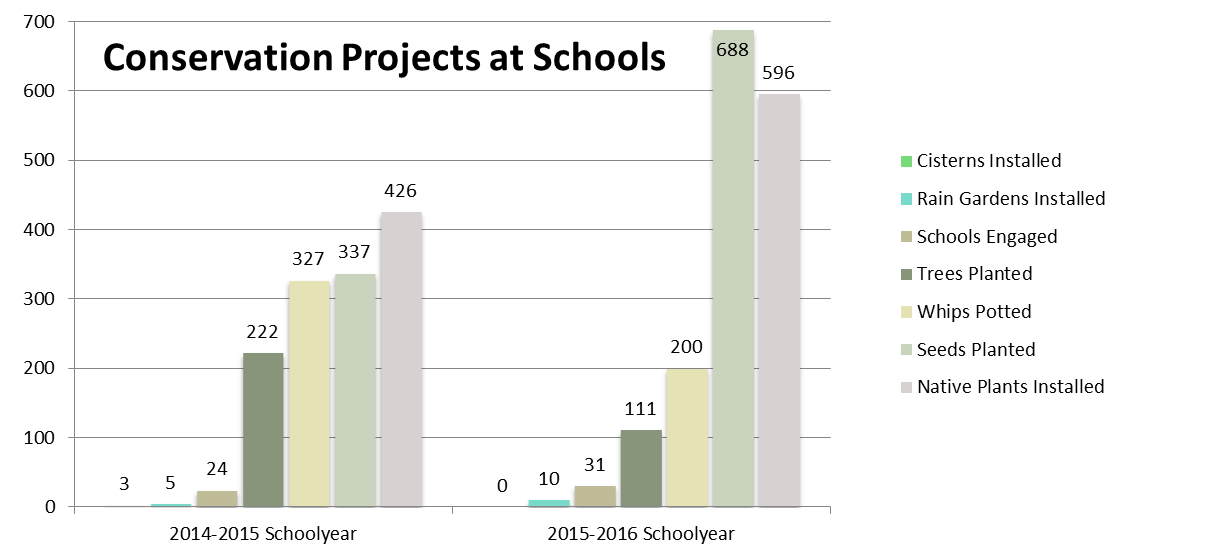 Conservation Projects at Schools
700
600
500
400
300
200
100
0
3
5
24
222
327
337
426
0
10
31
111
200
688
596
2014-2015 Schoolyear
2015-2016 Schoolyear
Cisterns Installed
Rain Gardens Installed
Schools Engaged
Trees Planted
Whips Potted
Seeds Planted
Native Plants Installed